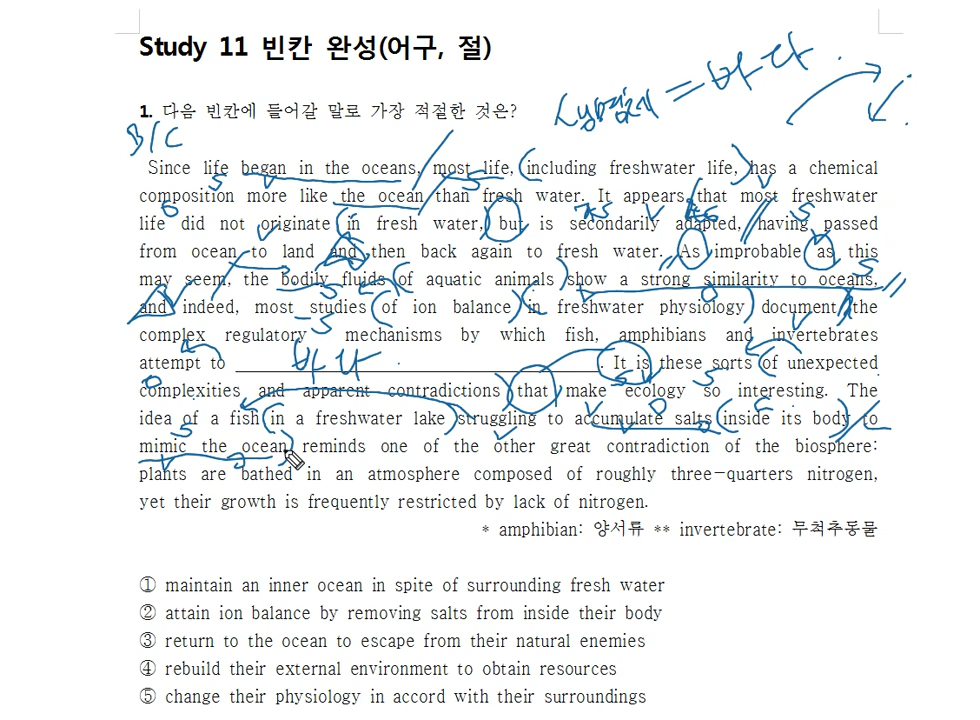 Study 11 빈칸 완성(어구, 절)
= 바다
1. 다음 빈칸에 들어갈 말로 가장 적절한 것은?
B/C
Since life began in the oceans, most life, including freshwater life, has a chemical
composition more like the ocean than fresh water. It appears that most freshwater
life did not originate in fresh water, but is secondarily adapted, having passed
from ocean to land and then back again to fresh water. As improbable as this
may seem, the bodily fluids of aquatic animals show a strong similarity to oceans,
and indeed, most studies of ion balance in freshwater physiology document the
complex regulatory mechanisms by which fish, amphibians and invertebrates
바다
attempt to ______________________. It is these sorts of unexpected
complexities and apparent contradictions that make ecology so interesting. The
idea of a fish in a freshwater lake struggling to accumulate salts inside its body to
mimic the ocean reminds one of the other great contradiction of the biosphere:
plants are bathed in an atmosphere composed of roughly three-quarters nitrogen,
yet their growth is frequently restricted by lack of nitrogen.
* amphibian: 양서류 ** invertebrate: 무척추동물
① maintain an inner ocean in spite of surrounding fresh water
② attain ion balance by removing salts from inside their body
③ return to the ocean to escape from their natural enemies
④ rebuild their external environment to obtain resources
⑤ change their physiology in accord with their surroundings